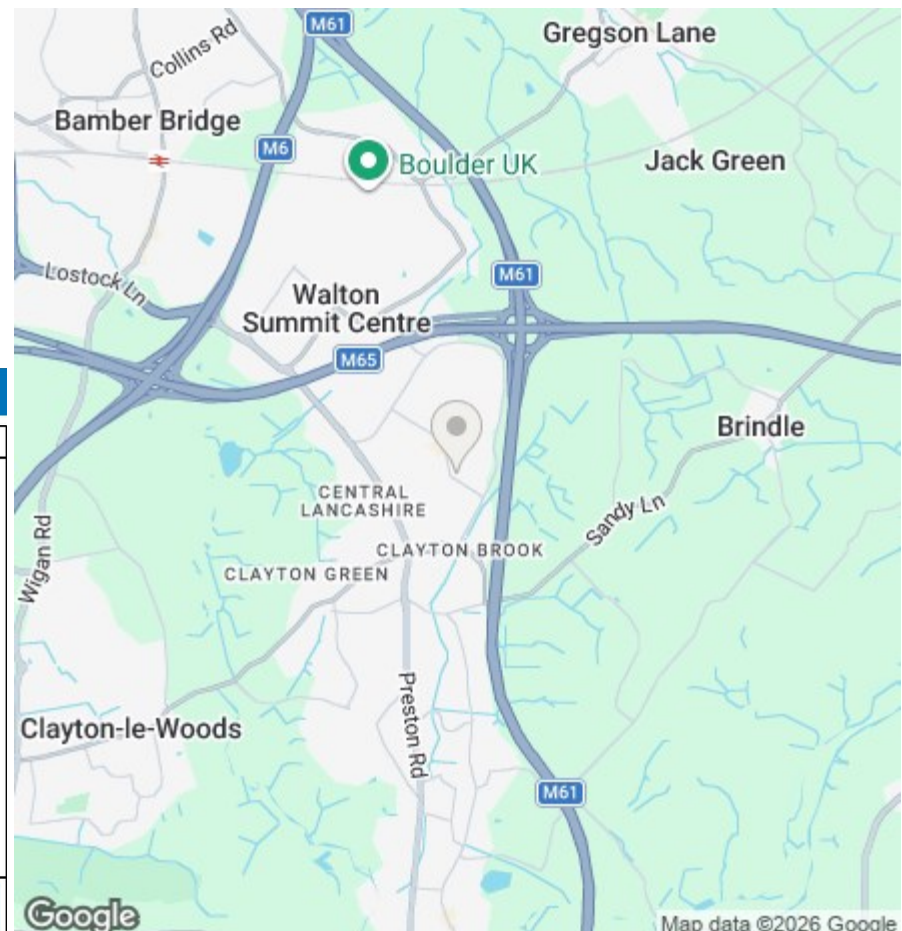 M61
Gregson Lane
Collins Rd
Bamber Bridge
M6
Boulder UK
Jack Green
Lostock Ln
M61
Walton
Summit Centre
M65
Brindle
CENTRAL
LANCASHIRE
Sandy Ln
CLAYTON BROOK
CLAYTON GREEN
Wigan Rd
Preston Rd
Clayton-le-Woods
M61
Google
Map data ©2026 Google